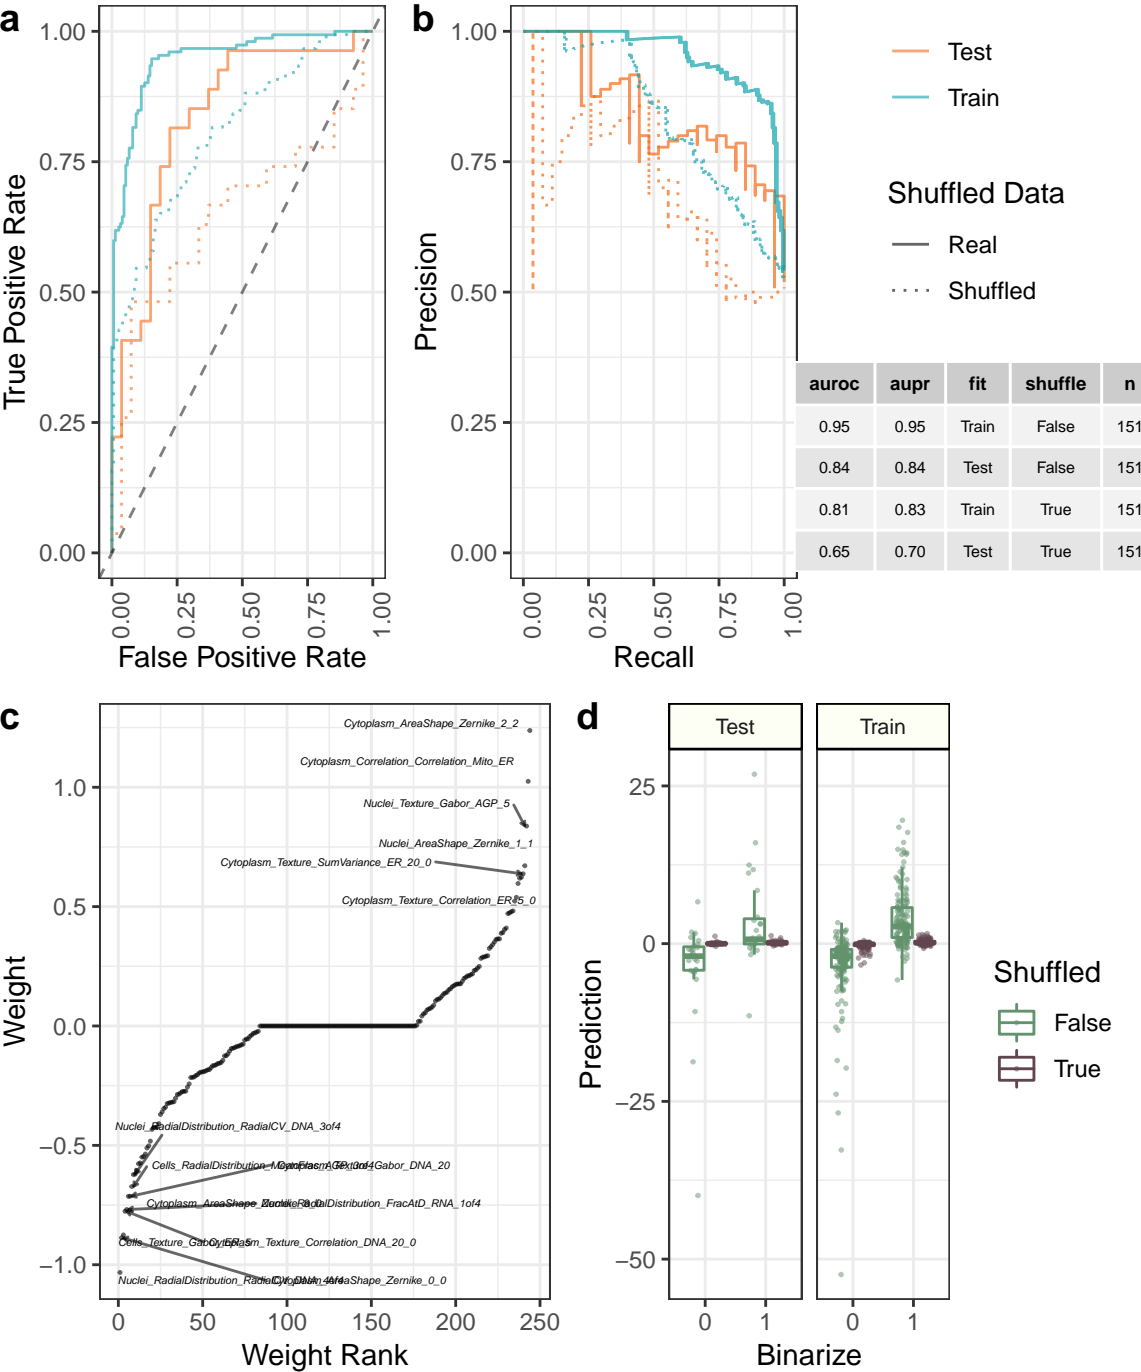 a
1.00
0.75
0.50
0.25
0.00
True Positive Rate
0.00
0.25
0.50
0.75
1.00
False Positive Rate
b
1.00
0.75
0.50
0.25
0.00
Precision
0.00
0.25
0.50
0.75
1.00
Recall
Test
Train
Shuffled Data
Real
Shuffled
auroc aupr fit shuffle n
0.95 0.95 Train False 151
0.84 0.84 Test False 151
0.81 0.83 Train True 151
0.65 0.70 Test True 151
c
Cytoplasm_AreaShape_Zernike_2_2
Cytoplasm_Correlation_Correlation_Mito_ER
Nuclei_Texture_Gabor_AGP_5
Nuclei_AreaShape_Zernike_1_1
Cytoplasm_Texture_SumVariance_ER_20_0
Cytoplasm_Texture_Correlation_ER_5_0
Nuclei_RadialDistribution_RadialCV_DNA_3of4
Cells_RadialDistribution_MeanFrac_AGP_3of4
Cytoplasm_Texture_Gabor_DNA_20
Cytoplasm_AreaShape_Zernike_8_0
Nuclei_RadialDistribution_FracAtD_RNA_1of4
Cells_Texture_Gabor_ER_5
Cytoplasm_Texture_Correlation_DNA_20_0
Nuclei_RadialDistribution_RadialCV_DNA_4of4
Cytoplasm_AreaShape_Zernike_0_0
1.0
0.5
0.0
−0.5
−1.0
Weight
0 50 100 150 200 250
Weight Rank
d
Test
Train
25
0
−25
−50
Prediction
0 1 0 1
Binarize
Shuffled
False
True